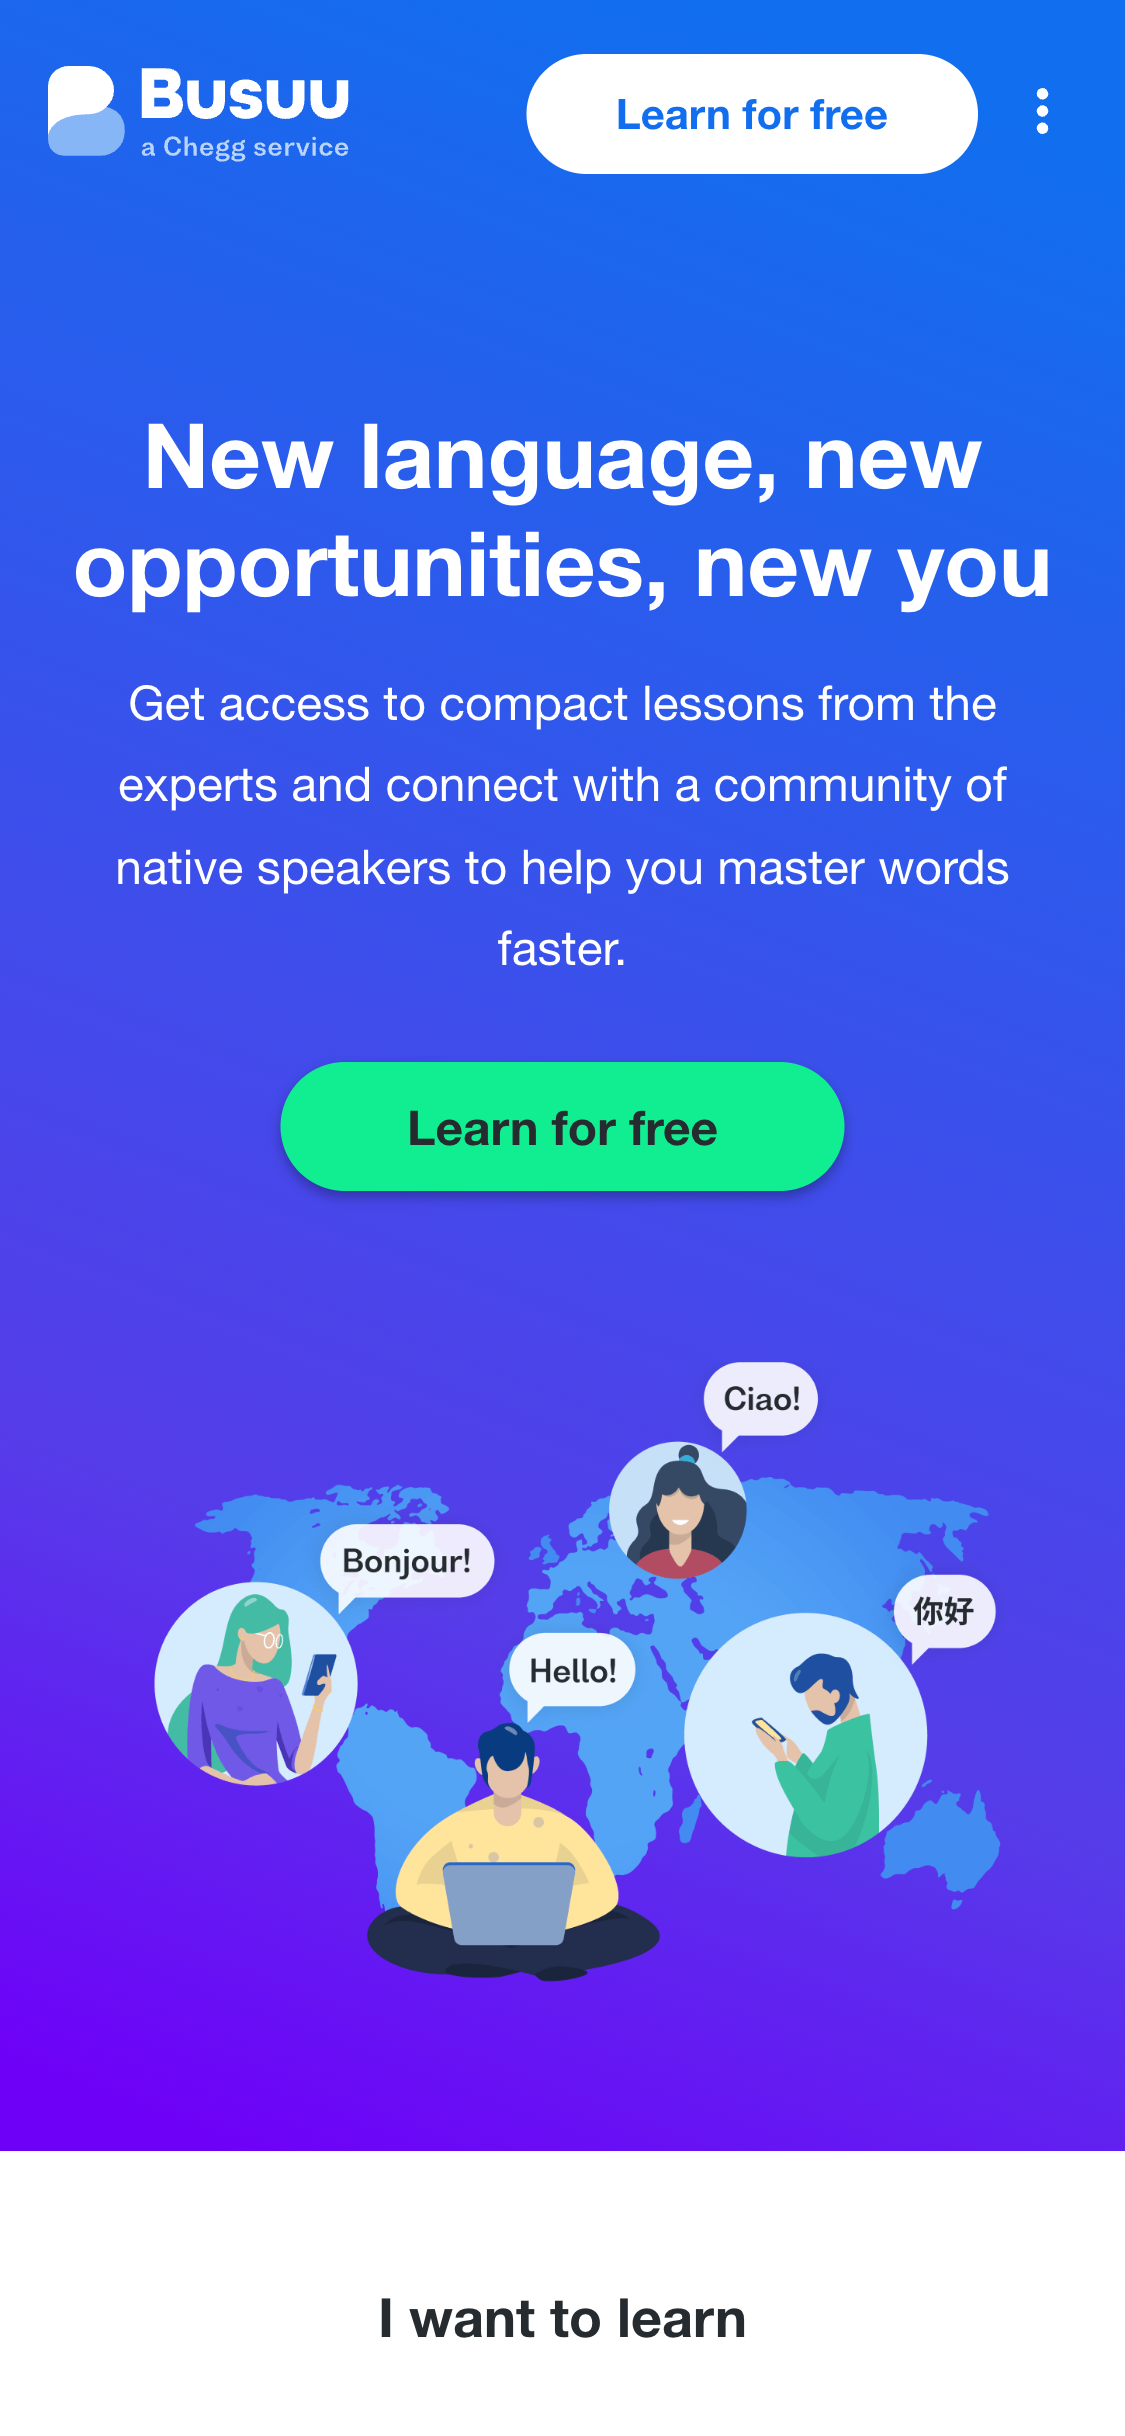 Busuu
a Chegg service
Learn for free
New language, new
opportunities, new you
Get access to compact lessons from the
experts and connect with a community of
native speakers to help you master words
faster.
Learn for free
Ciao!
Bonjour!
你好
Hello!
I want to learn